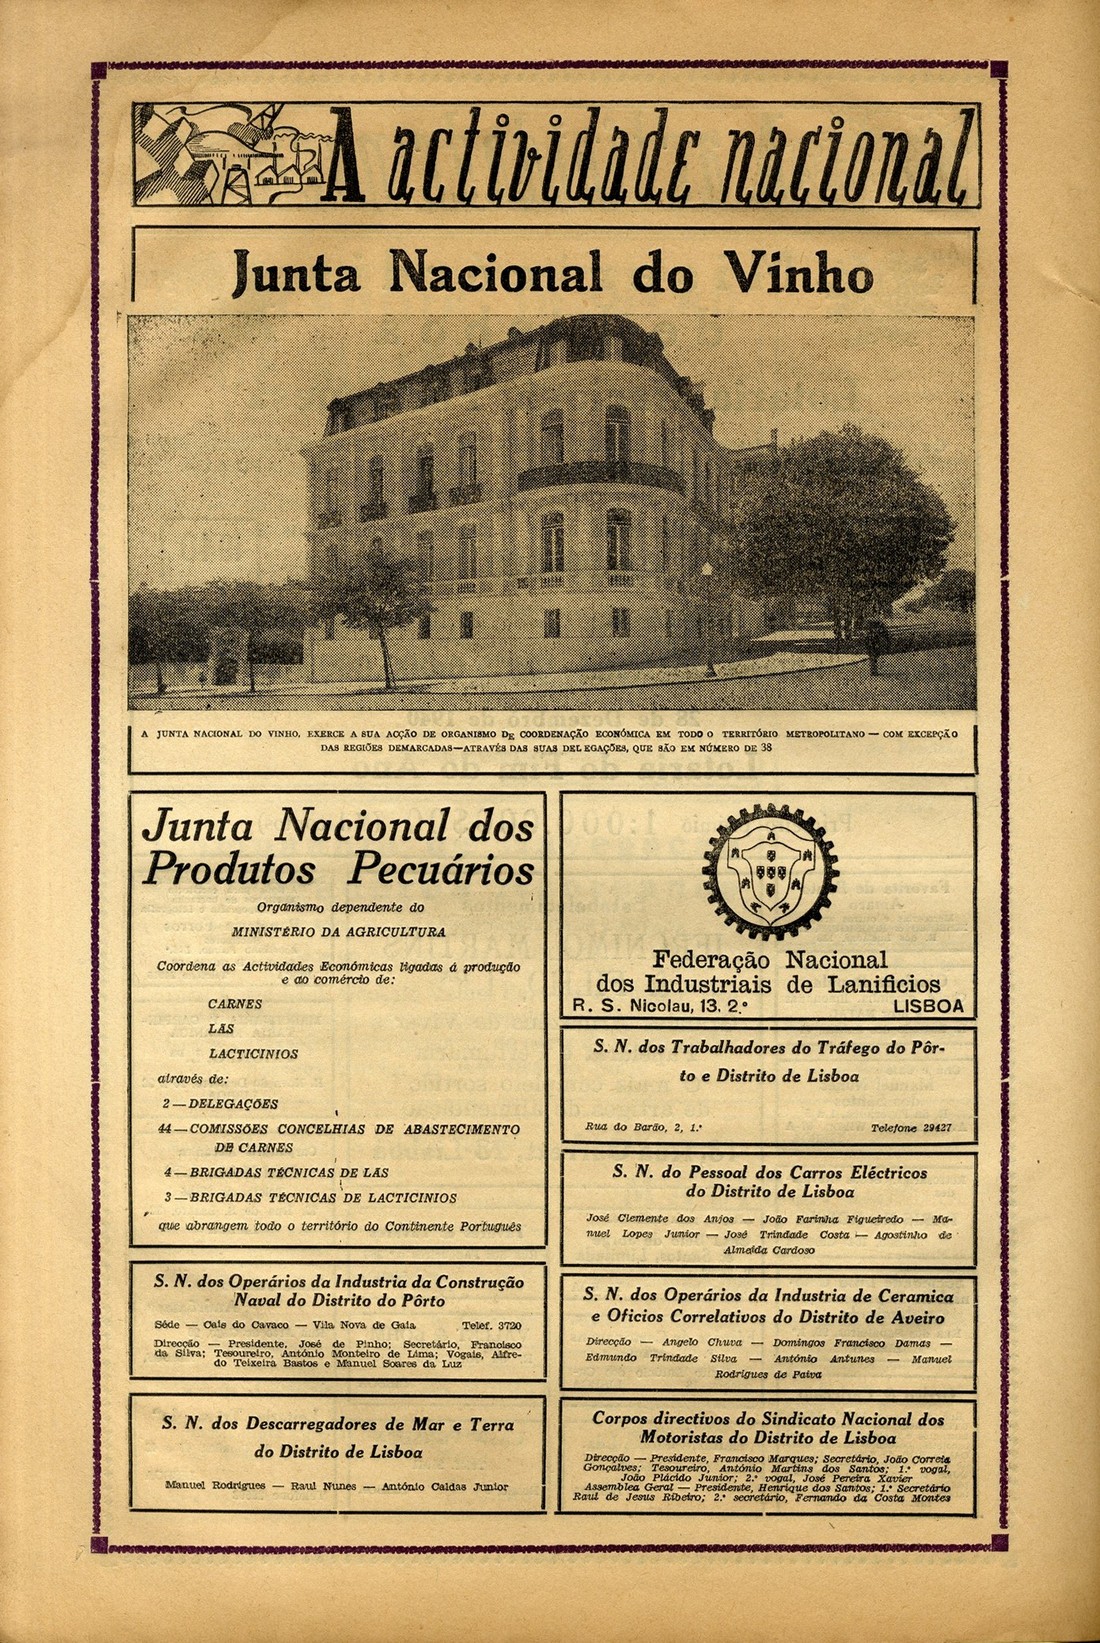 A actividade nacional
Junta Nacional do Vinho
A JUNTA NACIONAL DO VINHO, EXERCE A SUA ACÇÃO DE ORGANISMO DE COORDENAÇÃO ECONÓMICA EM TODO O TERRITÓRIO METROPOLITANO — COM EXCEPÇÃO
DAS REGIÕES DEMARCADAS—ATRAVÉS DAS SUAS DELEGAÇÕES, QUE SÃO EM NÚMERO DE 38
Junta Nacional dos
Produtos Pecuários
Organismo dependente do
MINISTÉRIO DA AGRICULTURA
Coordena as Actividades Económicas ligadas á produção
e ao comércio de:
CARNES
LÃS
LACTICINIOS
através de:
2—DELEGAÇÕES
44—COMISSÕES CONCELHIAS DE ABASTECIMENTO
DE CARNES
4—BRIGADAS TÉCNICAS DE LÃS
3—BRIGADAS TÉCNICAS DE LACTICINIOS
que abrangem todo o território do Continente Português
S. N. dos Operários da Industria da Construção
Naval do Distrito do Pôrto
Séde — Cais do Cavaco — Vila Nova de Gaia Telef. 3720
Direcção — Presidente, José de Pinho; Secretário, Francisco
da Silva; Tesoureiro, António Monteiro de Lima; Vogais, Alfre-
do Teixeira Bastos e Manuel Soares da Luz
S. N. dos Descarregadores de Mar e Terra
do Distrito de Lisboa
Manuel Rodrigues — Raul Nunes — António Caldas Junior
Federação Nacional
dos Industriais de Lanificios
R. S. Nicolau, 13. 2.º LISBOA
S. N. dos Trabalhadores do Tráfego do Pôr-
to e Distrito de Lisboa
Rua do Barão, 2, 1.º Telefone 29427
S. N. do Pessoal dos Carros Eléctricos
do Distrito de Lisboa
José Clemente dos Anjos — João Farinha Figueiredo — Ma-
nuel Lopes Junior — José Trindade Costa — Agostinho de
Almeida Cardoso
S. N. dos Operários da Industria de Ceramica
e Oficios Correlativos do Distrito de Aveiro
Direcção — Angelo Chuva — Domingos Francisco Damas —
Edmundo Trindade Silva — António Antunes — Manuel
Rodrigues de Paiva
Corpos directivos do Sindicato Nacional dos
Motoristas do Distrito de Lisboa
Direcção — Presidente, Francisco Marques; Secretário, João Correia
Gonçalves; Tesoureiro, António Martins dos Santos; 1.º vogal,
João Plácido Junior; 2.º vogal, José Pereira Xavier
Assemblea Geral — Presidente, Henrique dos Santos; 1.º Secretário
Raul de Jesus Ribeiro; 2.º secretário, Fernando da Costa Montes